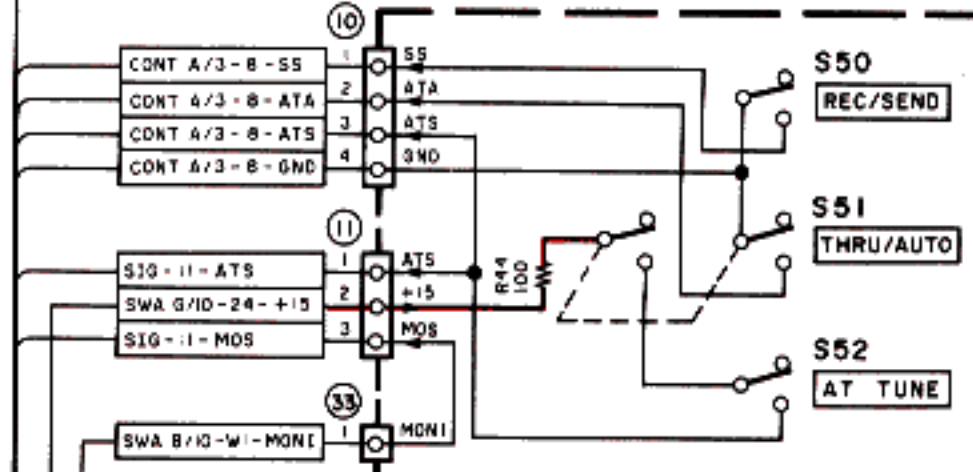 10
CONT A/3-8-SS 1 SS
CONT A/3-8-ATA 2 ATA
CONT A/3-8-ATS 3 ATS
CONT A/3-8-GND 4 GND
S50
REC/SEND
11
SIG-11-ATS 1 ATS
SWA G/10-24-+15 2 +15
SIG-11-MOS 3 MOS
R44
100
S51
THRU/AUTO
S52
AT TUNE
33
SWA B/10-W1-MONI 1 MONI